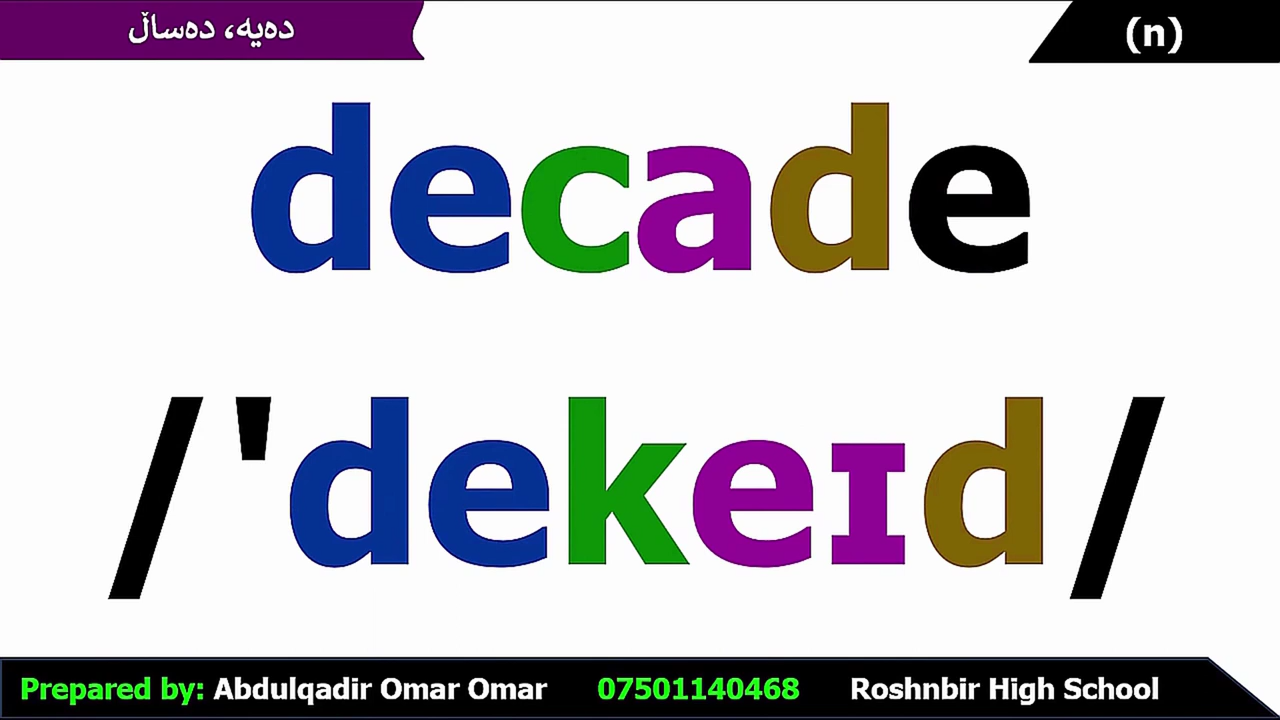 دەیە، دەساڵ
(n)
decade
/'dekeɪd/
Prepared by: Abdulqadir Omar Omar 07501140468 Roshnbir High School